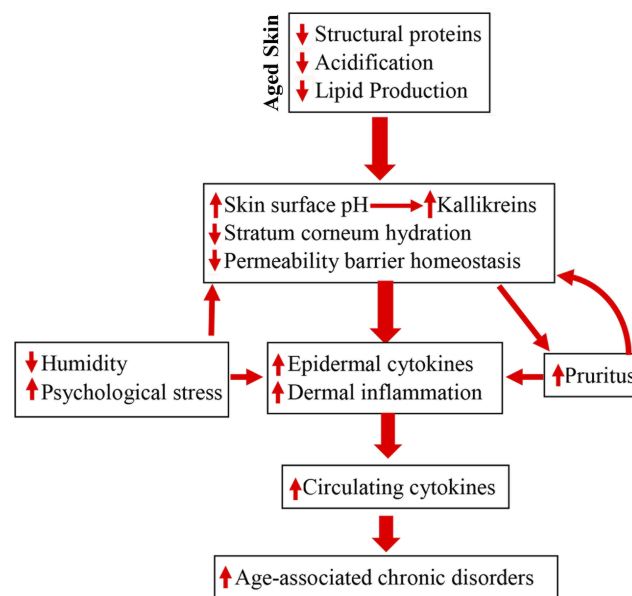 Aged Skin
Structural proteins
Acidification
Lipid Production
Skin surface pH Kallikreins
Stratum corneum hydration
Permeability barrier homeostasis
Humidity
Psychological stress
Epidermal cytokines
Dermal inflammation
Pruritus
Circulating cytokines
Age-associated chronic disorders